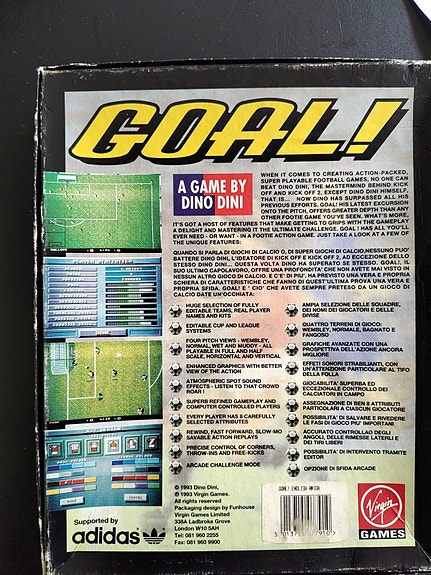 GOAL!
A GAME BY
DINO DINI
WHEN IT COMES TO CREATING ACTION-PACKED,
SUPER PLAYABLE FOOTBALL GAMES, NO ONE CAN
BEAT DINO DINI, THE MASTERMIND BEHIND KICK
OFF AND KICK OFF 2, EXCEPT DINO DINI HIMSELF,
THAT IS... NOW DINO HAS SURPASSED ALL HIS
PREVIOUS EFFORTS. GOAL! HIS LATEST EXCURSION
ONTO THE PITCH, OFFERS GREATER DEPTH THAN ANY
OTHER FOOTIE GAME YOU'VE SEEN. WHAT'S MORE,
IT'S GOT A HOST OF FEATURES THAT MAKE GETTING TO GRIPS WITH THE GAMEPLAY
A DELIGHT AND MASTERING IT THE ULTIMATE CHALLENGE. GOAL! HAS ALL YOU'LL
EVER NEED - OR WANT - IN A FOOTIE ACTION GAME. JUST TAKE A LOOK AT A FEW OF
THE UNIQUE FEATURES:
QUANDO SI PARLA DI GIOCHI DI CALCIO O, DI SUPER GIOCHI DI CALCIO,NESSUNO PUO'
BATTERE DINO DINI, L'IDEATORE DI KICK OFF E KICK OFF 2, AD ECCEZIONE DELLO
STESSO DINO DINI... QUESTA VOLTA DINO HA SUPERATO SE STESSO. GOAL!, IL
SUO ULTIMO CAPOLAVORO, OFFRE UNA PROFONDITA' CHE NON AVETE MAI VISTO IN
NESSUN ALTRO GIOCO DI CALCIO. E C'E' DI PIU'. HA PREVISTO UNA VERA E PROPRIA
SCHIERA DI CARATTERISTICHE CHE FANNO DI QUEST'ULTIMA PROVA UNA VERA E
PROPRIA SFIDA. GOAL! E ' CIO' CHE AVETE SEMPRE PRETESO DA UN GIOCO DI
CALCIO DATE UN'OCCHIATA:
HUGE SELECTION OF FULLY
EDITABLE TEAMS, REAL PLAYER
NAMES AND KITS
EDITABLE CUP AND LEAGUE
SYSTEMS
FOUR PITCH VIEWS - WEMBLEY,
NORMAL, WET AND MUDDY - ALL
PLAYABLE IN FULL AND HALF
SCALE, HORIZONTAL AND VERTICAL
ENHANCED GRAPHICS WITH BETTER
VIEW OF THE ACTION
ATMOSPHERIC SPOT SOUND
EFFECTS - LISTEN TO THAT CROWD
ROAR !
SUPERB REFINED GAMEPLAY AND
COMPUTER CONTROLLED PLAYERS
EVERY PLAYER HAS 8 CAREFULLY
SELECTED ATTRIBUTES
REWIND, FAST FORWARD, SLOW-MO
SAVABLE ACTION REPLAYS
PRECISE CONTROL OF CORNERS,
THROW-INS AND FREE-KICKS
ARCADE CHALLENGE MODE
AMPIA SELEZIONE DELLE SQUADRE,
DEI NOMI DEI GIOCATORI E DELLE
DIVISE
QUATTRO TERRENI DI GIOCO:
WEMBLEY, NORMALE, BAGNATO E
FANGOSO
GRAFICHE AVANZATE CON UNA
PROSPETTIVA DELL'AZIONE ANCORA
MIGLIORE
EFFETI SONORI STRABILIANTI, CON
UN'ATTENZIONE PARTICOLARE AL TIFO
DELLA FOLLA
GIOCABILITA' SUPERBA ED
ECCEZIONALE CONTROLLO DEI
CALCIATORI IN CAMPO
ASSEGNAZIONE DI BEN 8 ATTRIBUTI
PARTICOLARI A CIASCUN GIOCATORE
POSSIBILITA' DI SALVARE E RIVEDERE
LE FASI DI GIOCO PIU' IMPORTANTI
ACCURATO CONTROLLO DEGLI
ANGOLI, DELLE RIMESSE LATERLI E
DEI TIRI LIBERI
POSSIBILITA' DI INTERVENTO TRAMITE
EDITOR
OPZIONE DI SFIDA ARCADE
© 1993 Dino Dini,
℗ 1993 Virgin Games.
All rights reserved
Packaging design by Funhouse
Virgin Games Limited
338A Ladbroke Grove
London W10 5AH
Tel: 081 960 2255
Fax: 081 960 9900
Supported by
adidas
GOAL! ENGLISH AMIGA
Virgin
GAMES